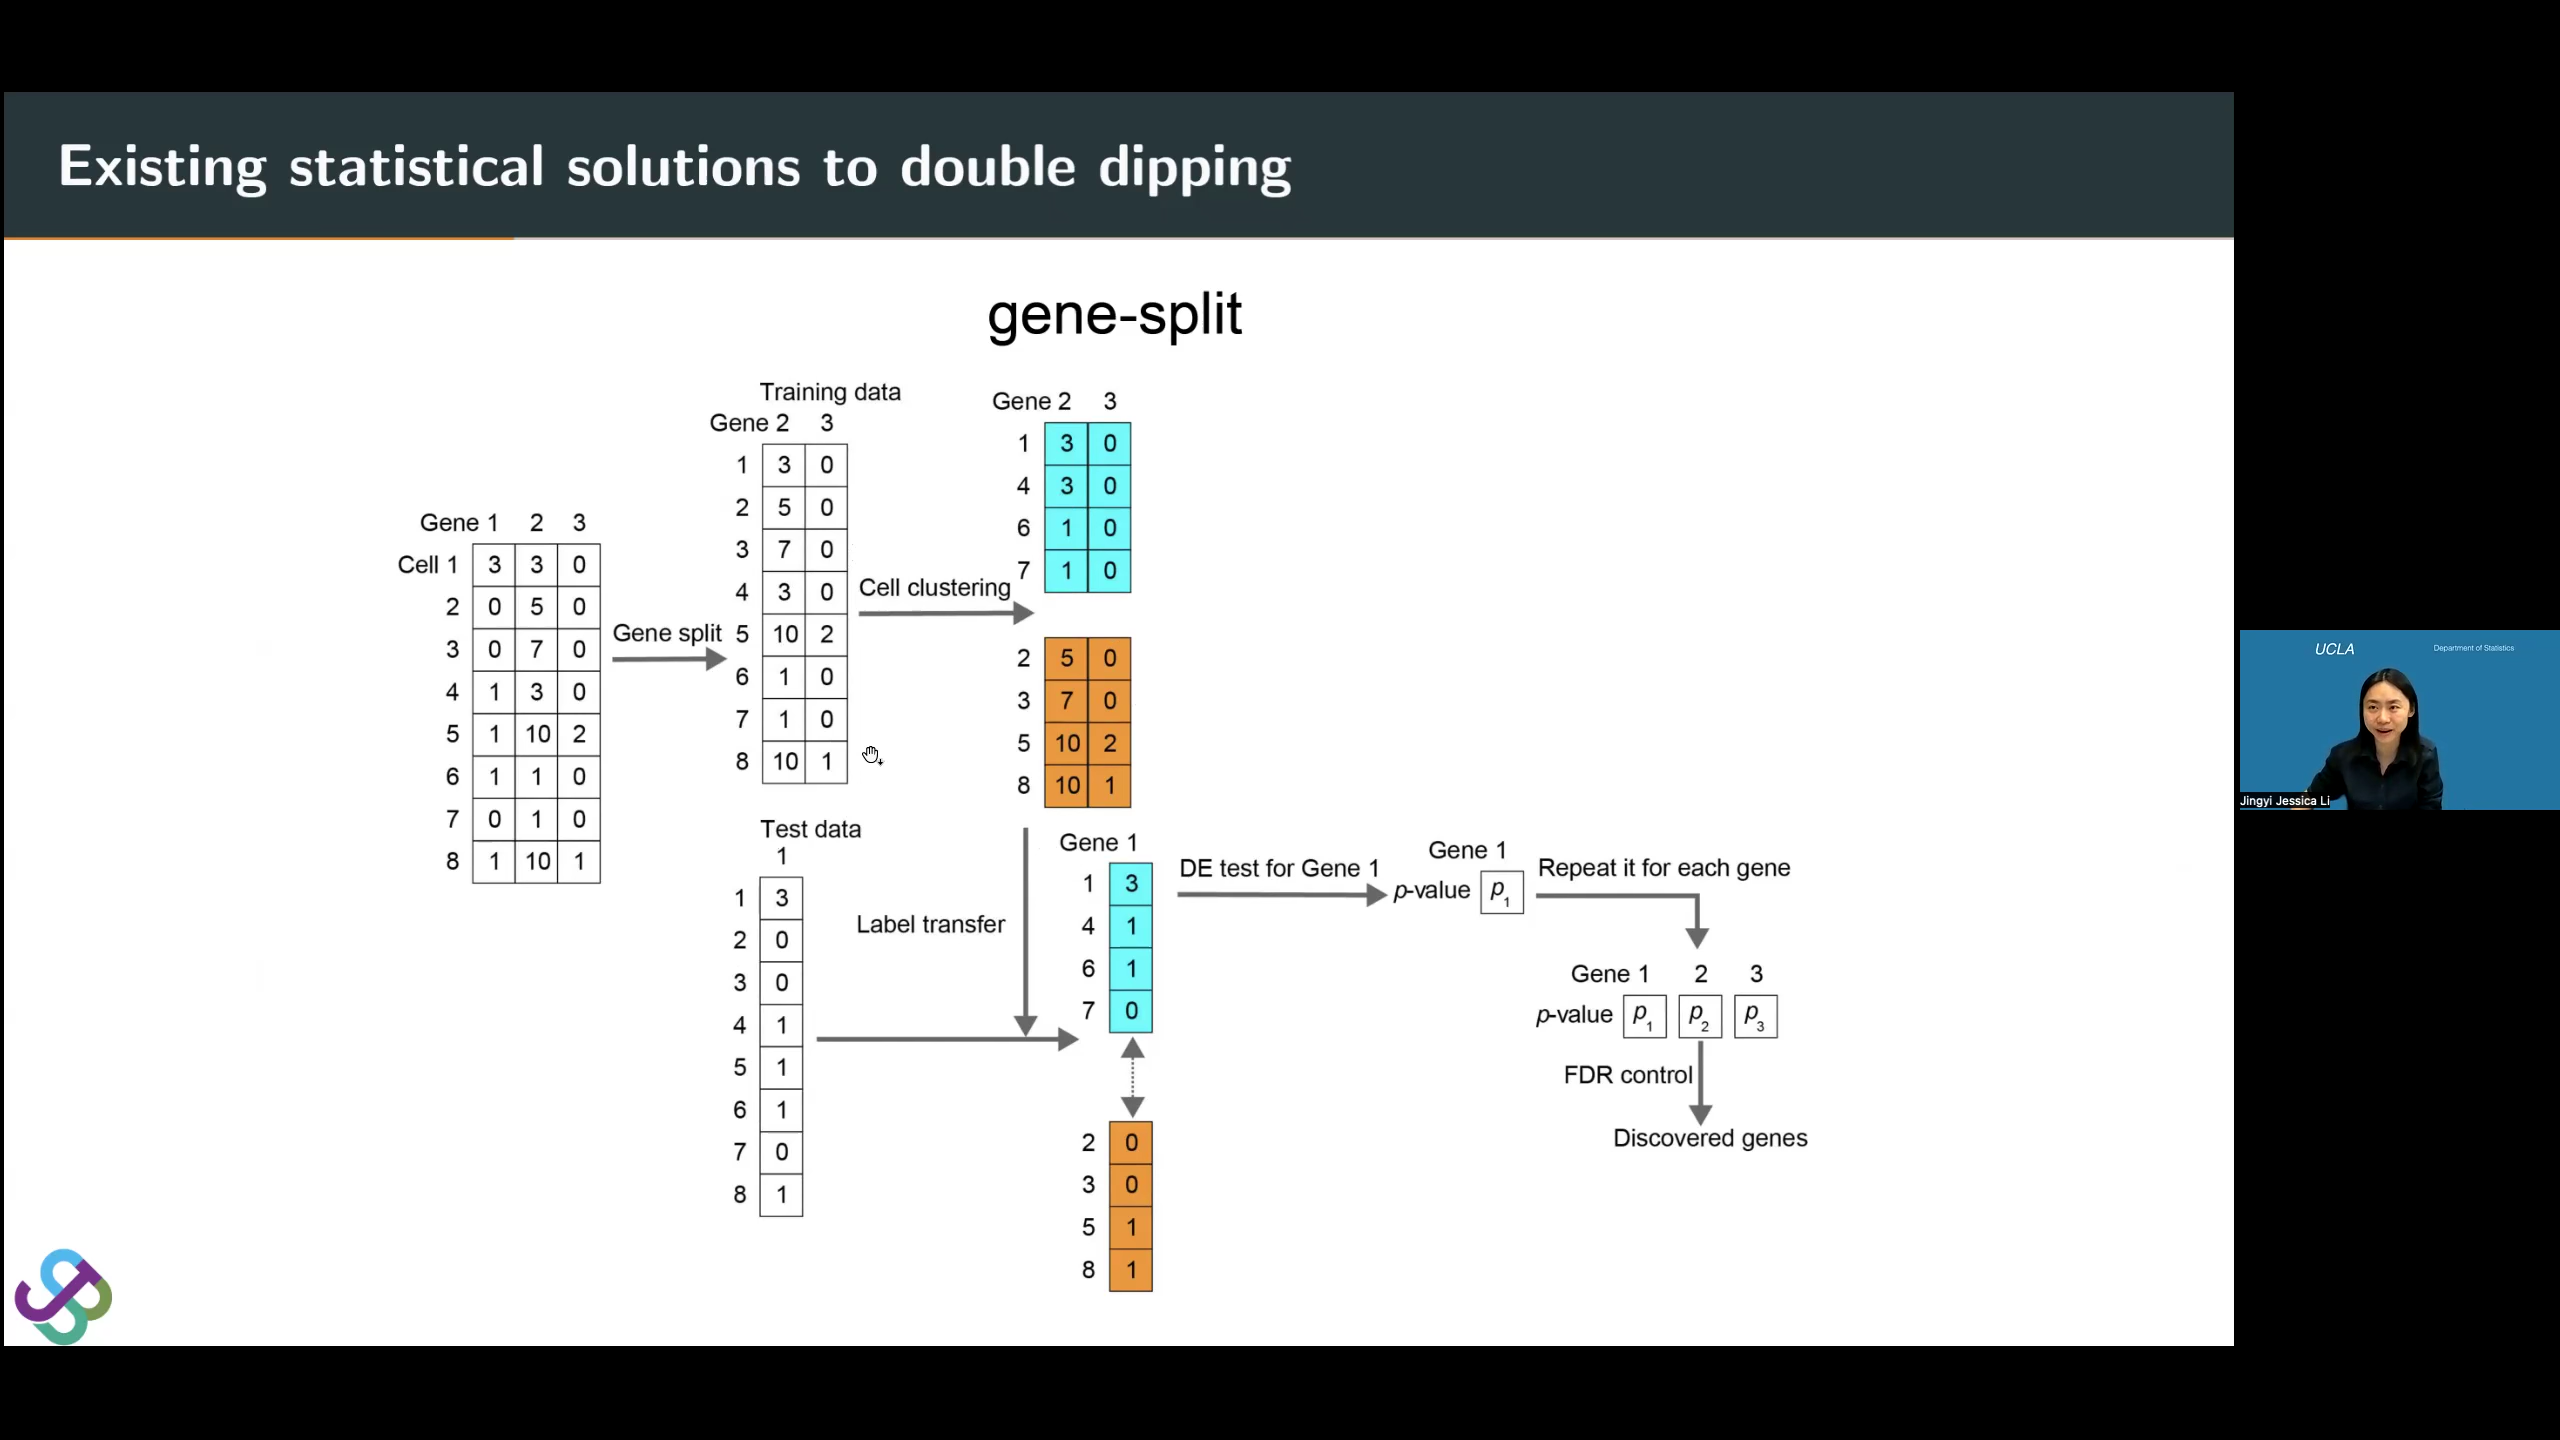 Existing statistical solutions to double dipping
gene-split
Gene 1 2 3
Cell 1 3 3 0
2 0 5 0
3 0 7 0
4 1 3 0
5 1 10 2
6 1 1 0
7 0 1 0
8 1 10 1
Gene split
Training data
Gene 2 3
1 3 0
2 5 0
3 7 0
4 3 0
5 10 2
6 1 0
7 1 0
8 10 1
Cell clustering
Gene 2 3
1 3 0
4 3 0
6 1 0
7 1 0
2 5 0
3 7 0
5 10 2
8 10 1
Test data
1
1 3
2 0
3 0
4 1
5 1
6 1
7 0
8 1
Label transfer
Gene 1
1 3
4 1
6 1
7 0
2 0
3 0
5 1
8 1
DE test for Gene 1
Gene 1
p-value p1
Repeat it for each gene
Gene 1 2 3
p-value p1 p2 p3
FDR control
Discovered genes
UCLA
Department of Statistics
Jingyi Jessica Li